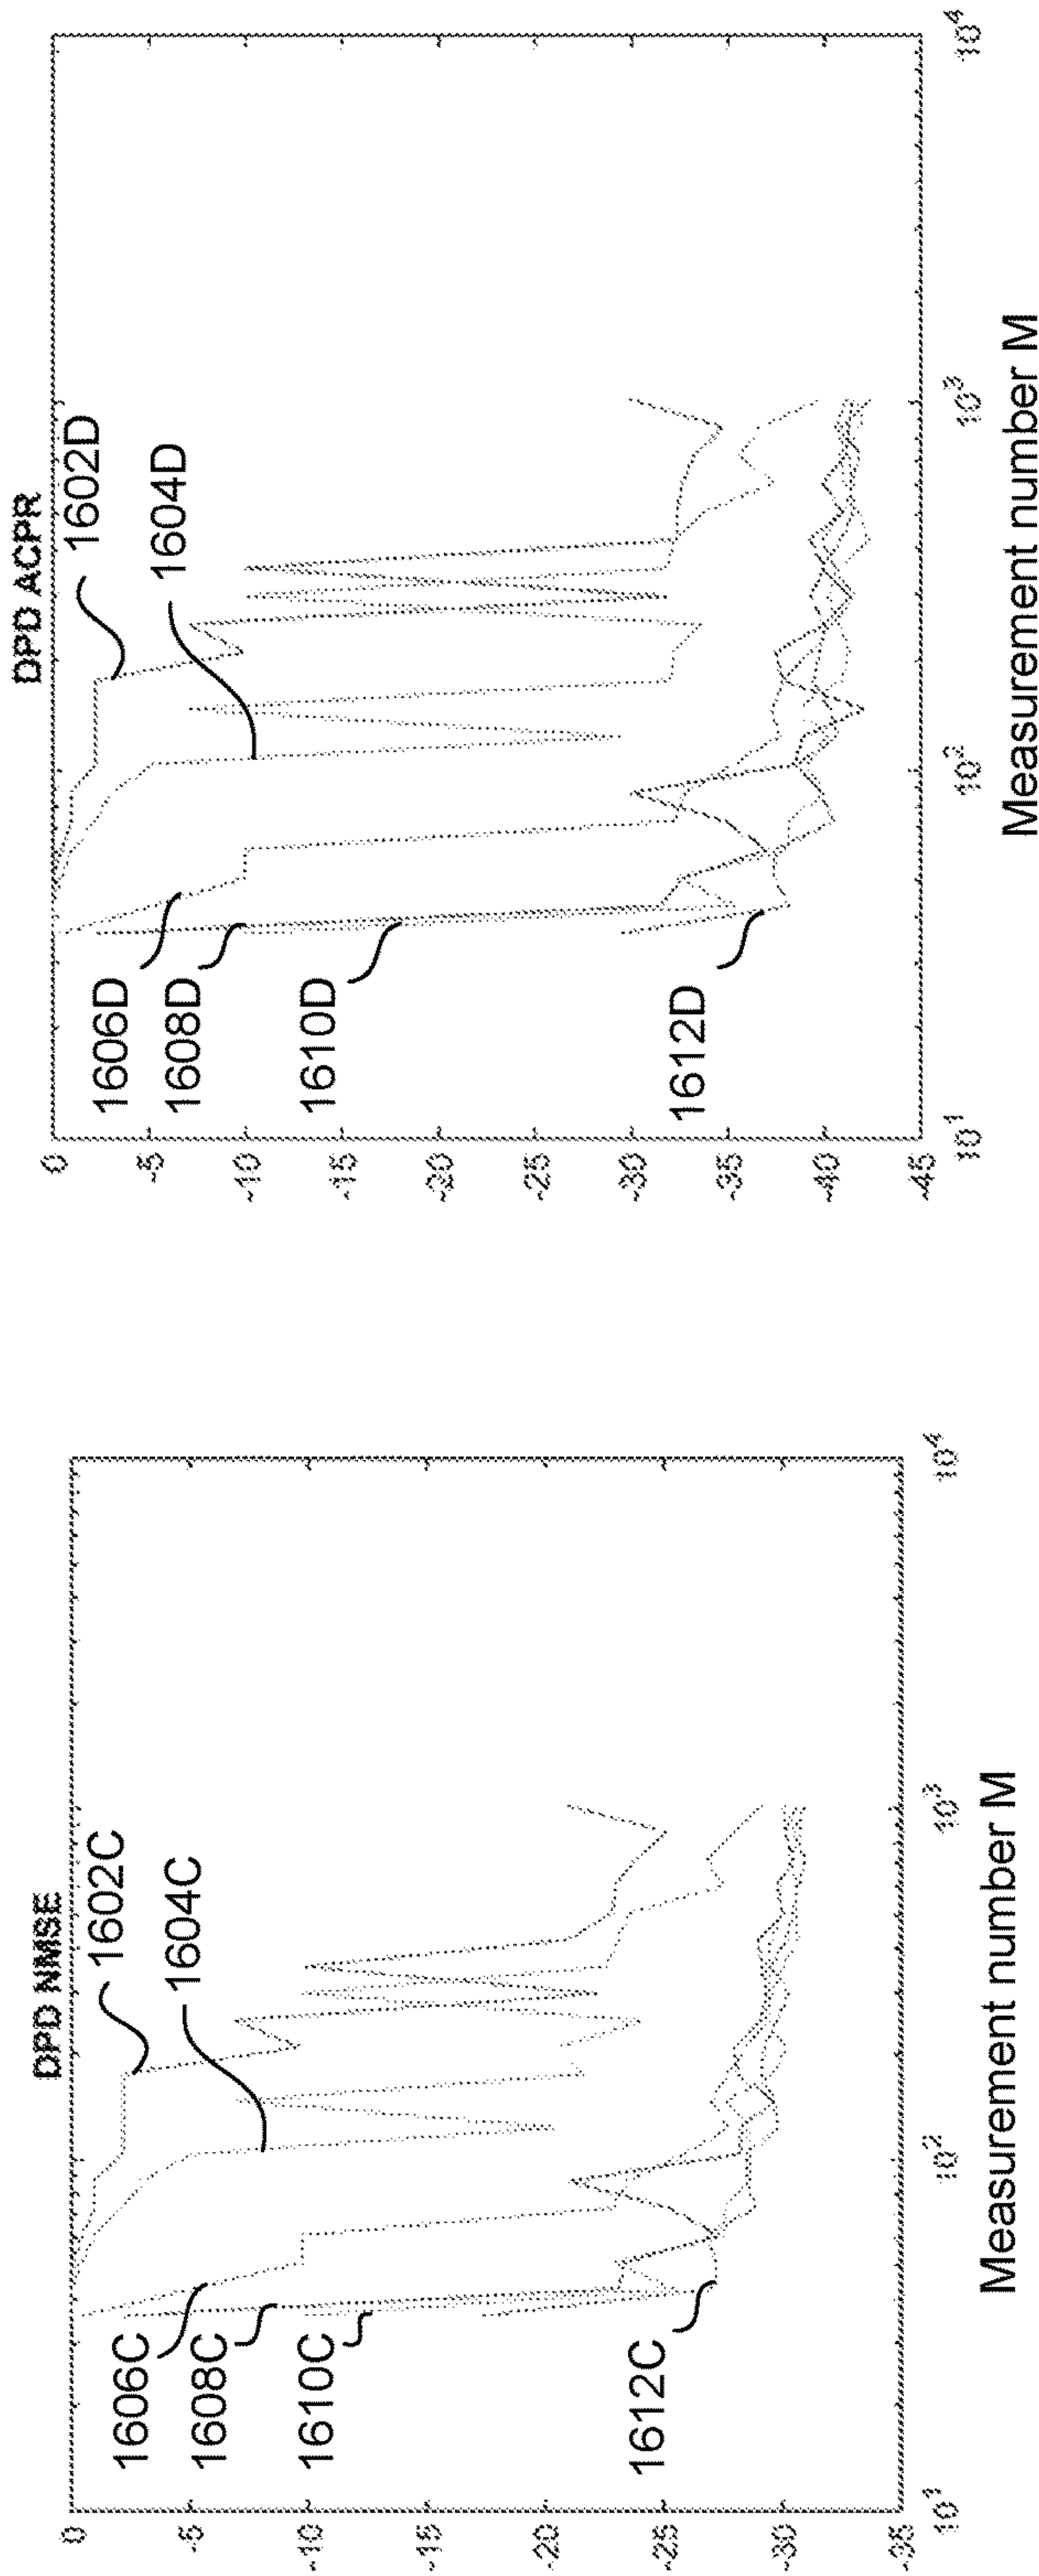 DPD NMSE
0
-5
-10
-15
-20
-25
-30
-35
1602C
1604C
1606C
1608C
1610C
1612C
10¹
10²
10³
10⁴
Measurement number M
DPD ACPR
0
-5
-10
-15
-20
-25
-30
-35
-40
-45
1602D
1604D
1606D
1608D
1610D
1612D
10¹
10²
10³
10⁴
Measurement number M